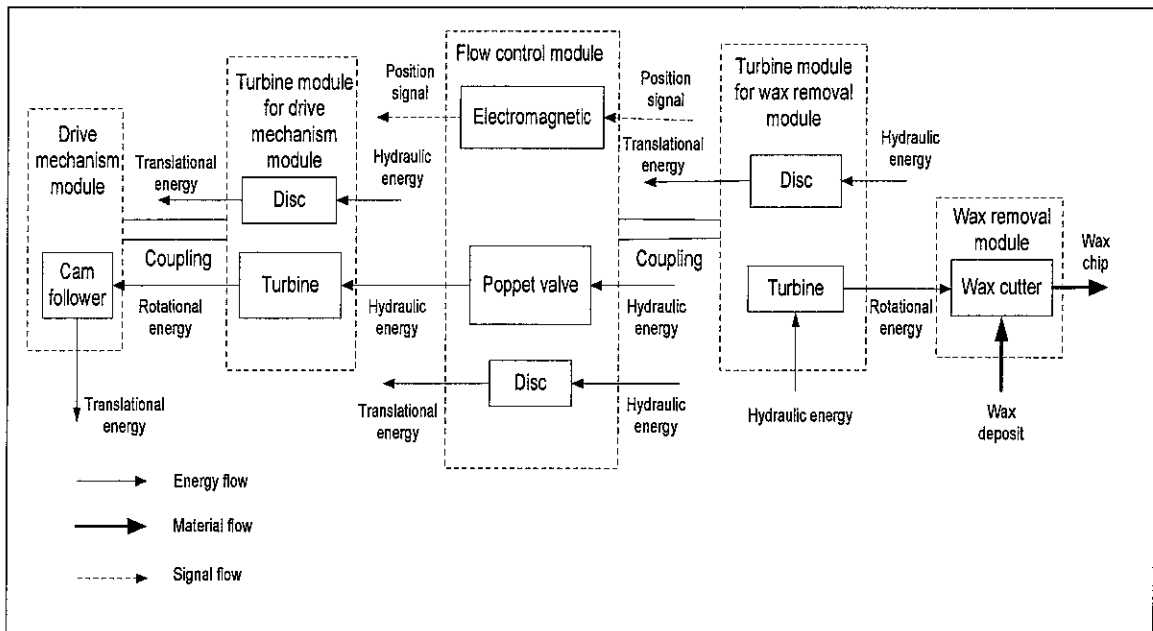 Drive
mechanism
module
Cam
follower
Translational
energy
Translational
energy
Coupling
Rotational
energy
Turbine module
for drive
mechanism
module
Disc
Turbine
Position
signal
Hydraulic
energy
Hydraulic
energy
Translational
energy
Flow control module
Electromagnetic
Poppet valve
Disc
Position
signal
Translational
energy
Coupling
Hydraulic
energy
Hydraulic
energy
Turbine module
for wax removal
module
Disc
Turbine
Hydraulic
energy
Rotational
energy
Hydraulic energy
Wax removal
module
Wax cutter
Wax
chip
Wax
deposit
Energy flow
Material flow
Signal flow